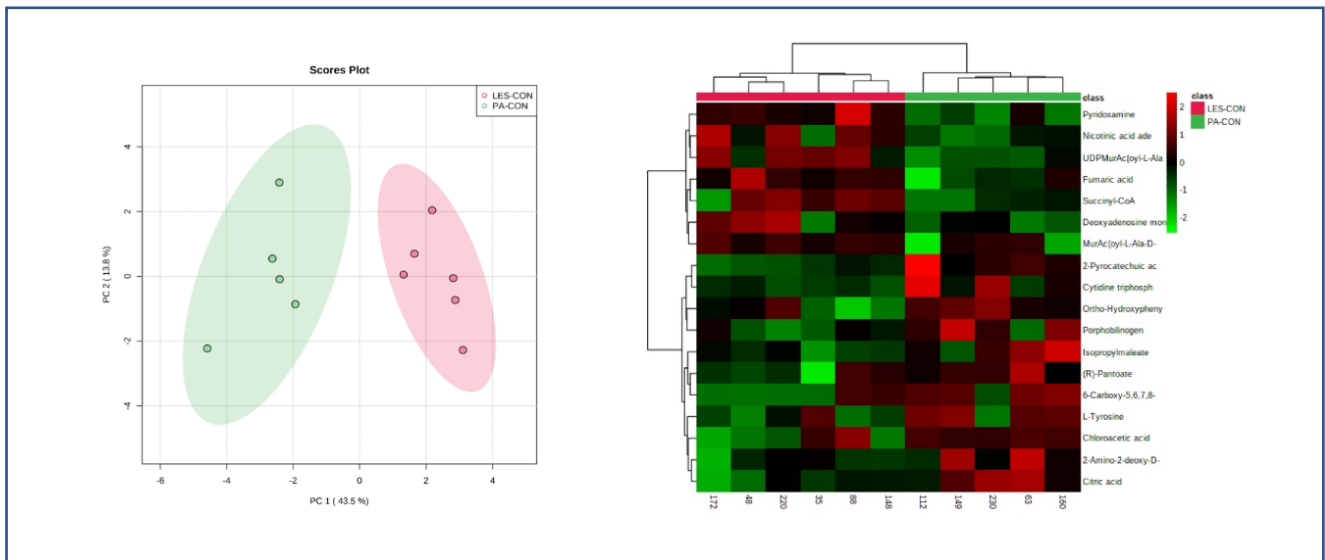 Scores Plot
LES-CON
PA-CON
PC 2 ( 13.8 %)
4
2
0
-2
-4
-6
-4
-2
0
2
4
PC 1 ( 43.5 %)
class
Pyridoxamine
Nicotinic acid ade
UDPMurAc(oyl-L-Ala
Fumaric acid
Succinyl-CoA
Deoxyadenosine mon
MurAc(oyl-L-Ala-D-
2-Pyrocatechuic ac
Cytidine triphosph
Ortho-Hydroxypheny
Porphobilinogen
Isopropylmaleate
(R)-Pantoate
6-Carboxy-5,6,7,8-
L-Tyrosine
Chloroacetic acid
2-Amino-2-deoxy-D-
Citric acid
172
48
220
35
88
148
112
149
230
63
160
2
1
0
-1
-2
class
LES-CON
PA-CON